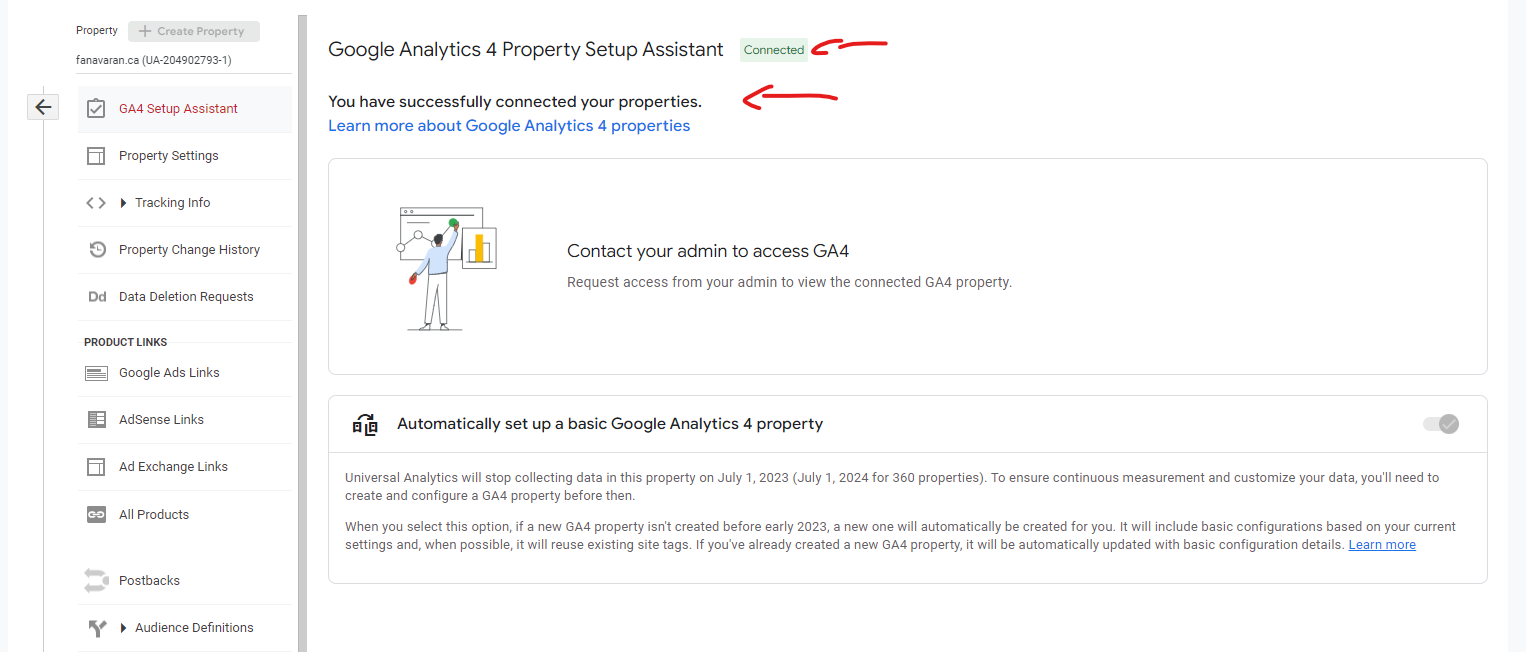 Property
Create Property
fanavaran.ca (UA-204902793-1)
GA4 Setup Assistant
Property Settings
Tracking Info
Property Change History
Dd Data Deletion Requests
PRODUCT LINKS
Google Ads Links
AdSense Links
Ad Exchange Links
All Products
Postbacks
Audience Definitions
Google Analytics 4 Property Setup Assistant Connected
You have successfully connected your properties.
Learn more about Google Analytics 4 properties
Contact your admin to access GA4
Request access from your admin to view the connected GA4 property.
Automatically set up a basic Google Analytics 4 property
Universal Analytics will stop collecting data in this property on July 1, 2023 (July 1, 2024 for 360 properties). To ensure continuous measurement and customize your data, you'll need to
create and configure a GA4 property before then.
When you select this option, if a new GA4 property isn't created before early 2023, a new one will automatically be created for you. It will include basic configurations based on your current
settings and, when possible, it will reuse existing site tags. If you've already created a new GA4 property, it will be automatically updated with basic configuration details. Learn more